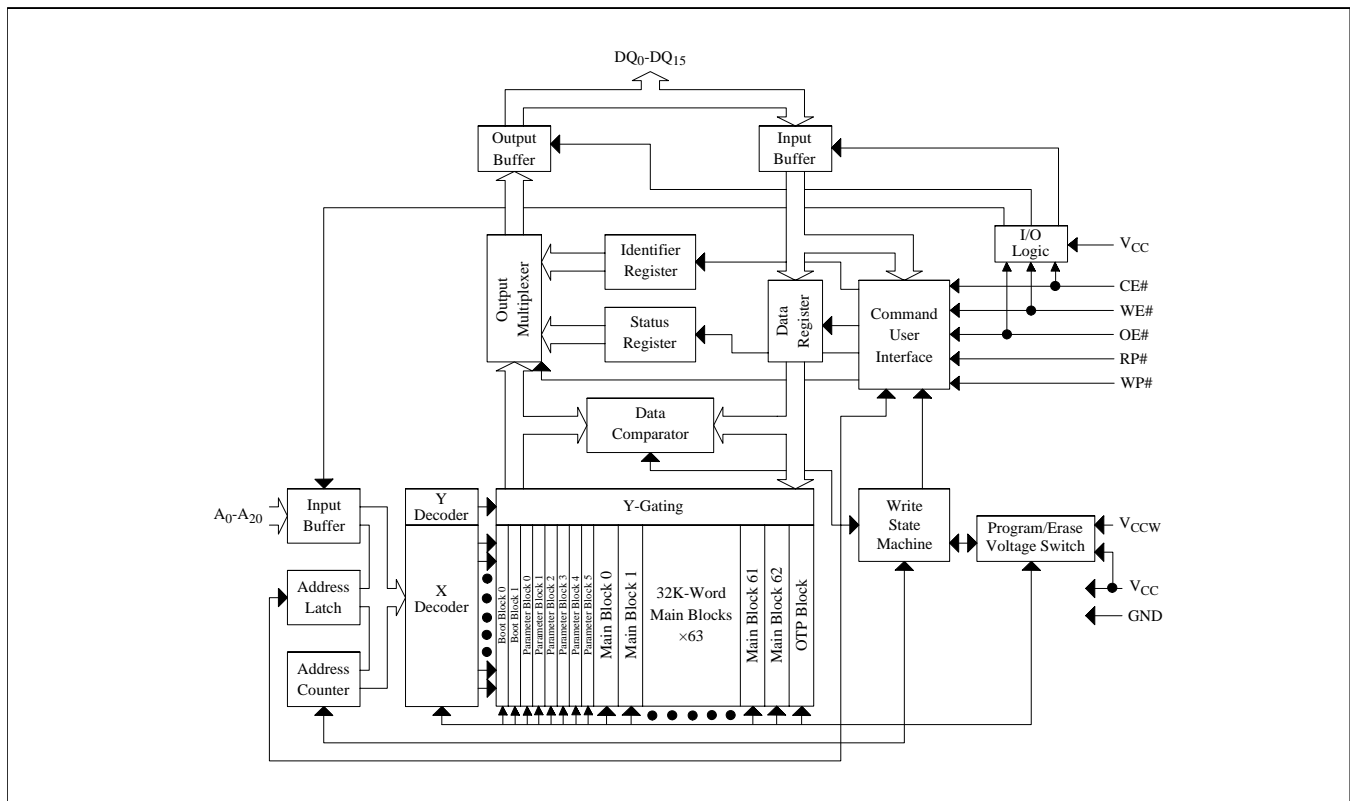 DQ0-DQ15
Output
Buffer
Input
Buffer
I/O
Logic
VCC
Output
Multiplexer
Identifier
Register
Status
Register
Data
Register
Command
User
Interface
CE#
WE#
OE#
RP#
WP#
Data
Comparator
A0-A20
Input
Buffer
Y
Decoder
Y-Gating
Write
State
Machine
Program/Erase
Voltage Switch
VCCW
VCC
GND
Address
Latch
Address
Counter
X
Decoder
Boot Block 0
Boot Block 1
Parameter Block 0
Parameter Block 1
Parameter Block 2
Parameter Block 3
Parameter Block 4
Parameter Block 5
Main Block 0
Main Block 1
32K-Word
Main Blocks
×63
Main Block 61
Main Block 62
OTP Block